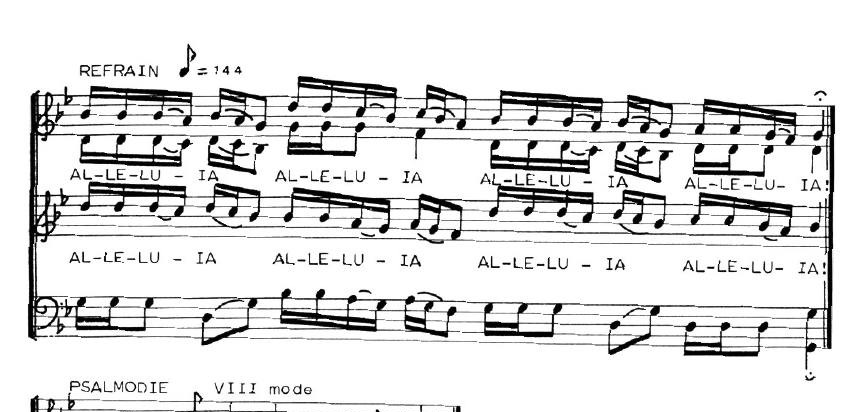 REFRAIN ♪ = 144
AL-LE-LU - IA AL-LE-LU - IA AL-LE-LU - IA AL-LE-LU- IA!
AL-LE-LU - IA AL-LE-LU - IA AL-LE-LU - IA AL-LE-LU- IA!
PSALMODIE VIII mode